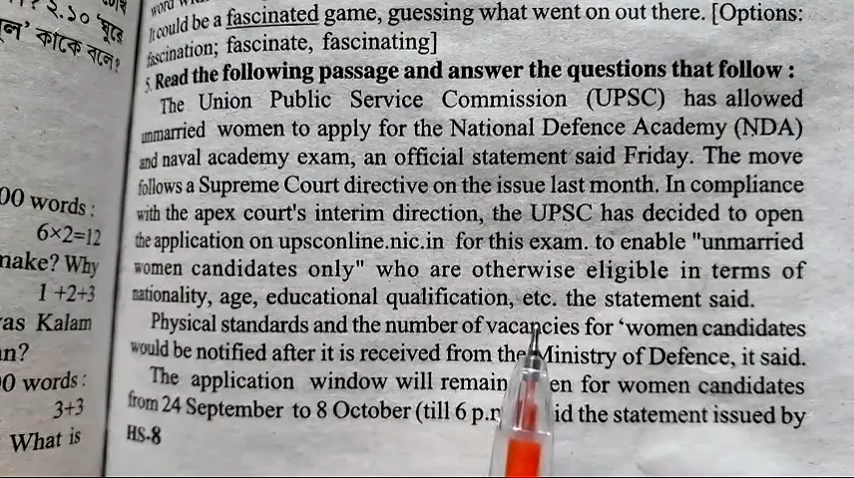 ২.১০
কাকে বলে?
It could be a fascinated game, guessing what went on out there. [Options:
fascination; fascinate, fascinating]
5. Read the following passage and answer the questions that follow :
The Union Public Service Commission (UPSC) has allowed
unmarried women to apply for the National Defence Academy (NDA)
and naval academy exam, an official statement said Friday. The move
follows a Supreme Court directive on the issue last month. In compliance
with the apex court's interim direction, the UPSC has decided to open
the application on upsconline.nic.in for this exam. to enable "unmarried
women candidates only" who are otherwise eligible in terms of
nationality, age, educational qualification, etc. the statement said.
Physical standards and the number of vacancies for ‘women candidates
would be notified after it is received from the Ministry of Defence, it said.
The application window will remain en for women candidates
from 24 September to 8 October (till 6 p.m id the statement issued by
HS-8
00 words :
6×2=12
make? Why
1 +2+3
as Kalam
n?
0 words :
3+3
What is